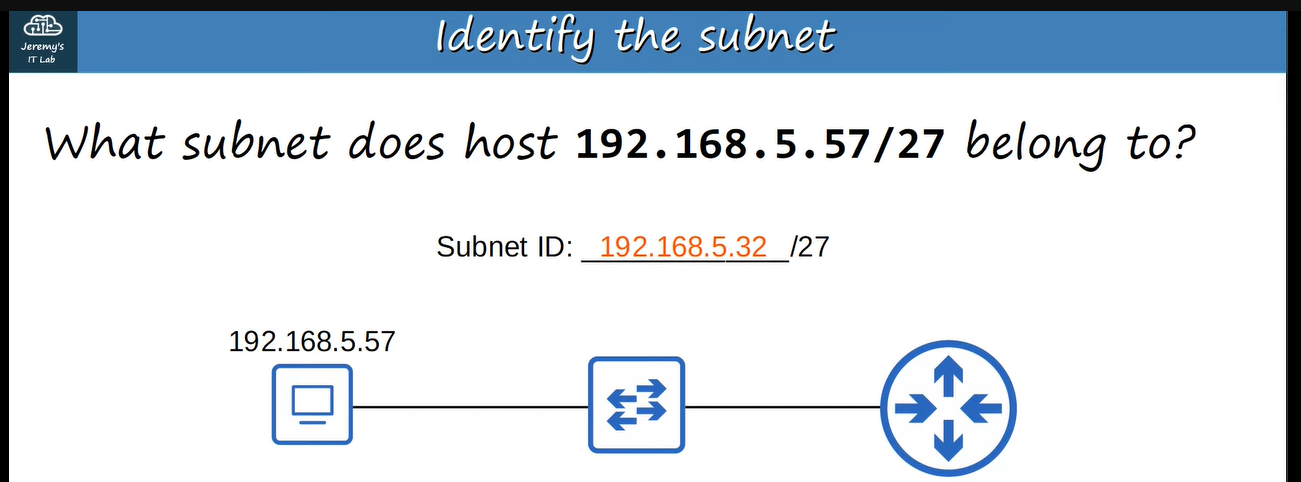 Jeremy's
IT Lab
Identify the subnet
What subnet does host 192.168.5.57/27 belong to?
Subnet ID: 192.168.5.32 /27
192.168.5.57